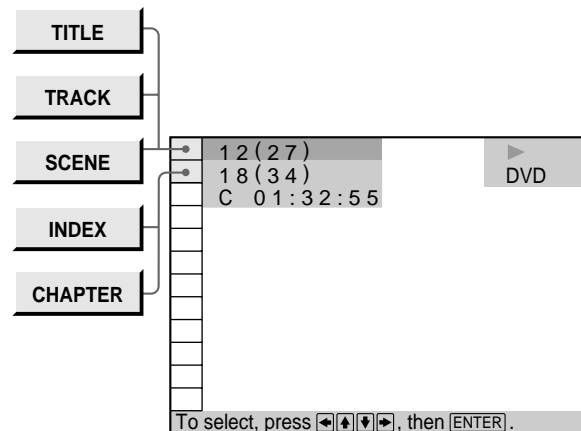 TITLE
TRACK
SCENE
INDEX
CHAPTER
12(27)
18(34)
C 01:32:55
▶
DVD
To select, press ←↑↓→, then ENTER.